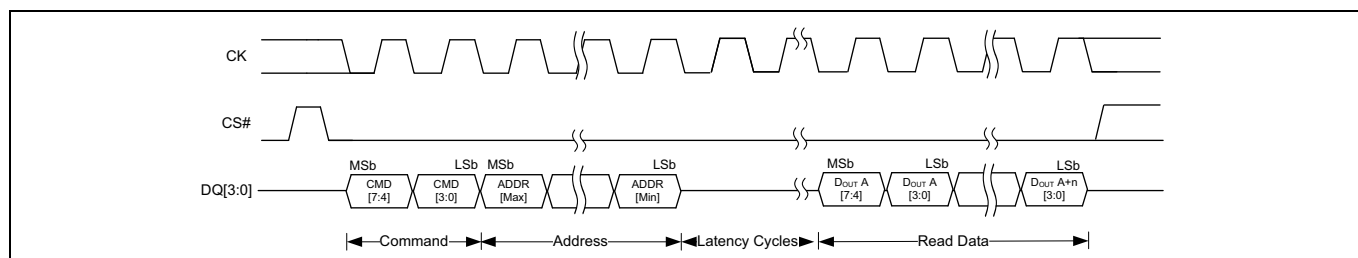 CK
CS#
MSb LSb MSb LSb MSb LSb LSb
DQ[3:0] CMD [7:4] CMD [3:0] ADDR [Max] ADDR [Min] DOUT A [7:4] DOUT A [3:0] DOUT A+n [3:0]
Command Address Latency Cycles Read Data